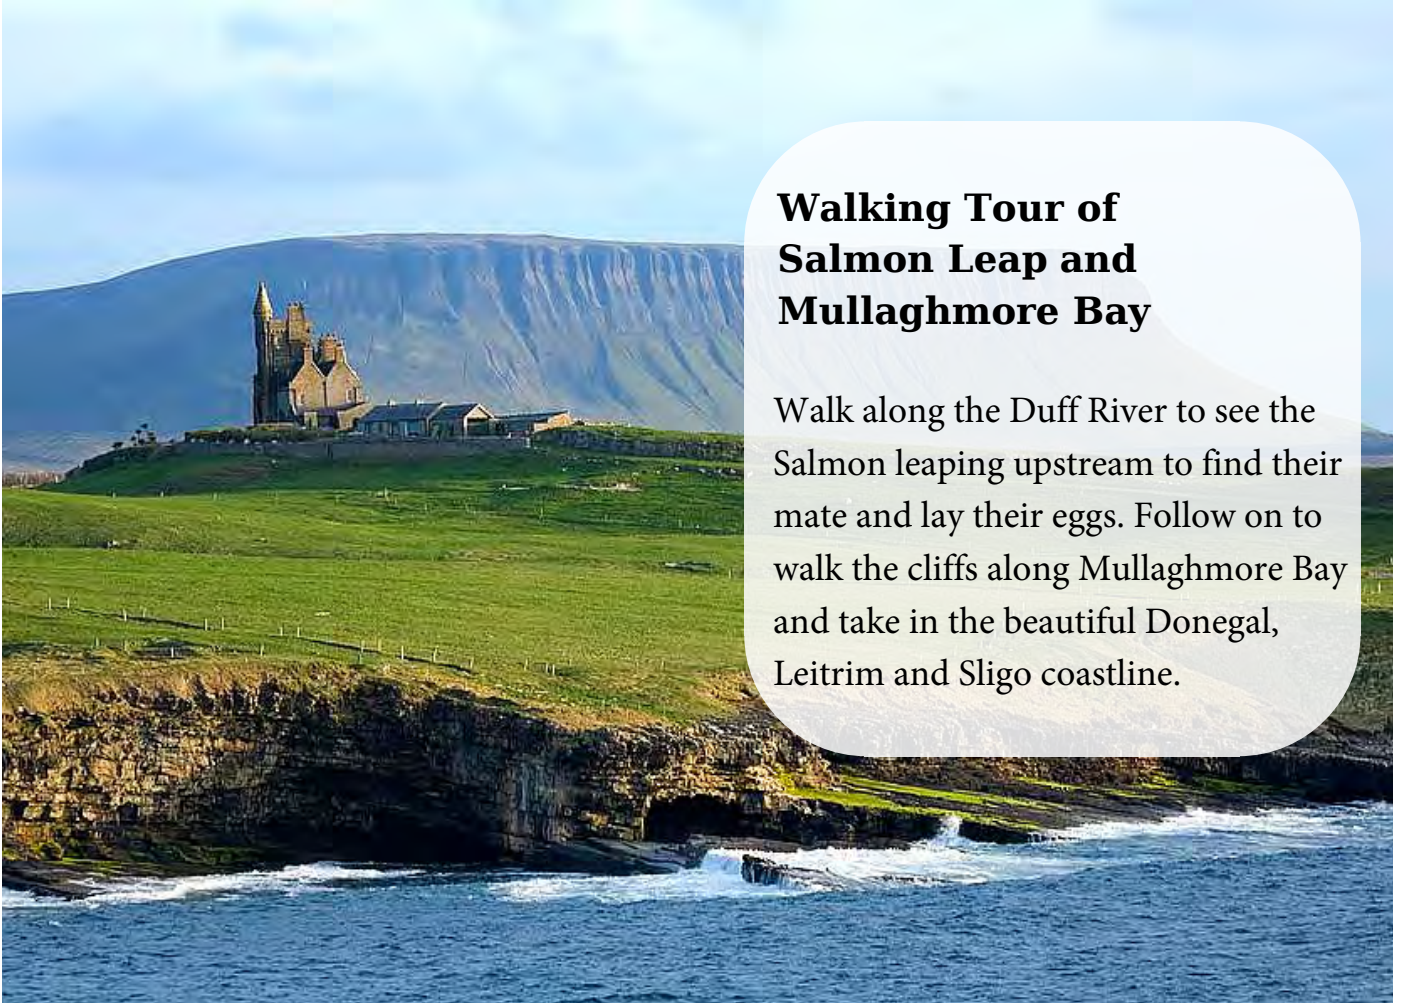 Walking Tour of
Salmon Leap and
Mullaghmore Bay
Walk along the Duff River to see the
Salmon leaping upstream to find their
mate and lay their eggs. Follow on to
walk the cliffs along Mullaghmore Bay
and take in the beautiful Donegal,
Leitrim and Sligo coastline.